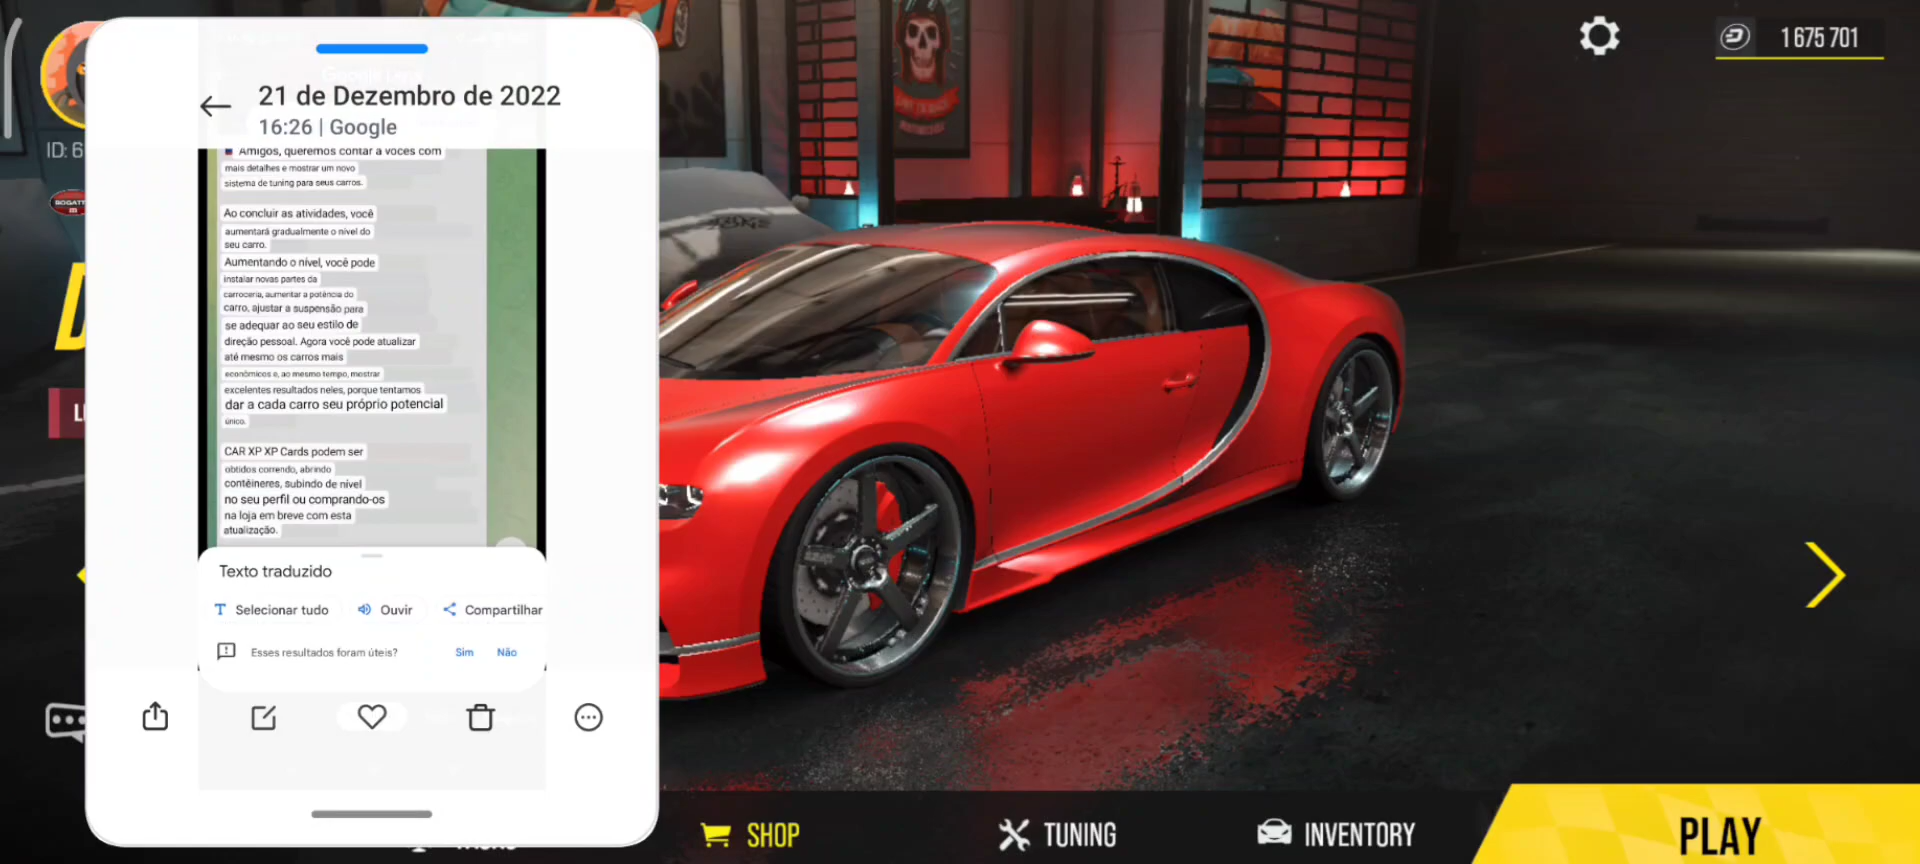 21 de Dezembro de 2022
16:26 | Google
Amigos, queremos contar a vocês com
mais detalhes e mostrar um novo
sistema de tuning para seus carros.
Ao concluir as atividades, você
aumentará gradualmente o nível do
seu carro.
Aumentando o nível, você pode
instalar novas partes da
carroceria, aumentar a potência do
carro, ajustar a suspensão para
se adequar ao seu estilo de
direção pessoal. Agora você pode atualizar
até mesmo os carros mais
econômicos e, ao mesmo tempo, mostrar
excelentes resultados neles, porque tentamos
dar a cada carro seu próprio potencial
único.
CAR XP XP Cards podem ser
obtidos correndo, abrindo
contêineres, subindo de nível
no seu perfil ou comprando-os
na loja em breve com esta
atualização.
Texto traduzido
Selecionar tudo
Ouvir
Compartilhar
Esses resultados foram úteis?
Sim
Não
ID: 6
1 675 701
SHOP
TUNING
INVENTORY
PLAY